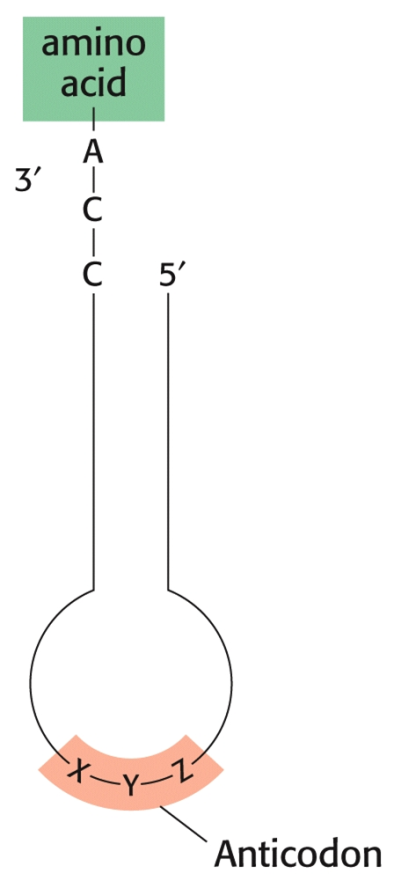 amino
acid
A
3′
C
C 5′
X Y Z
Anticodon